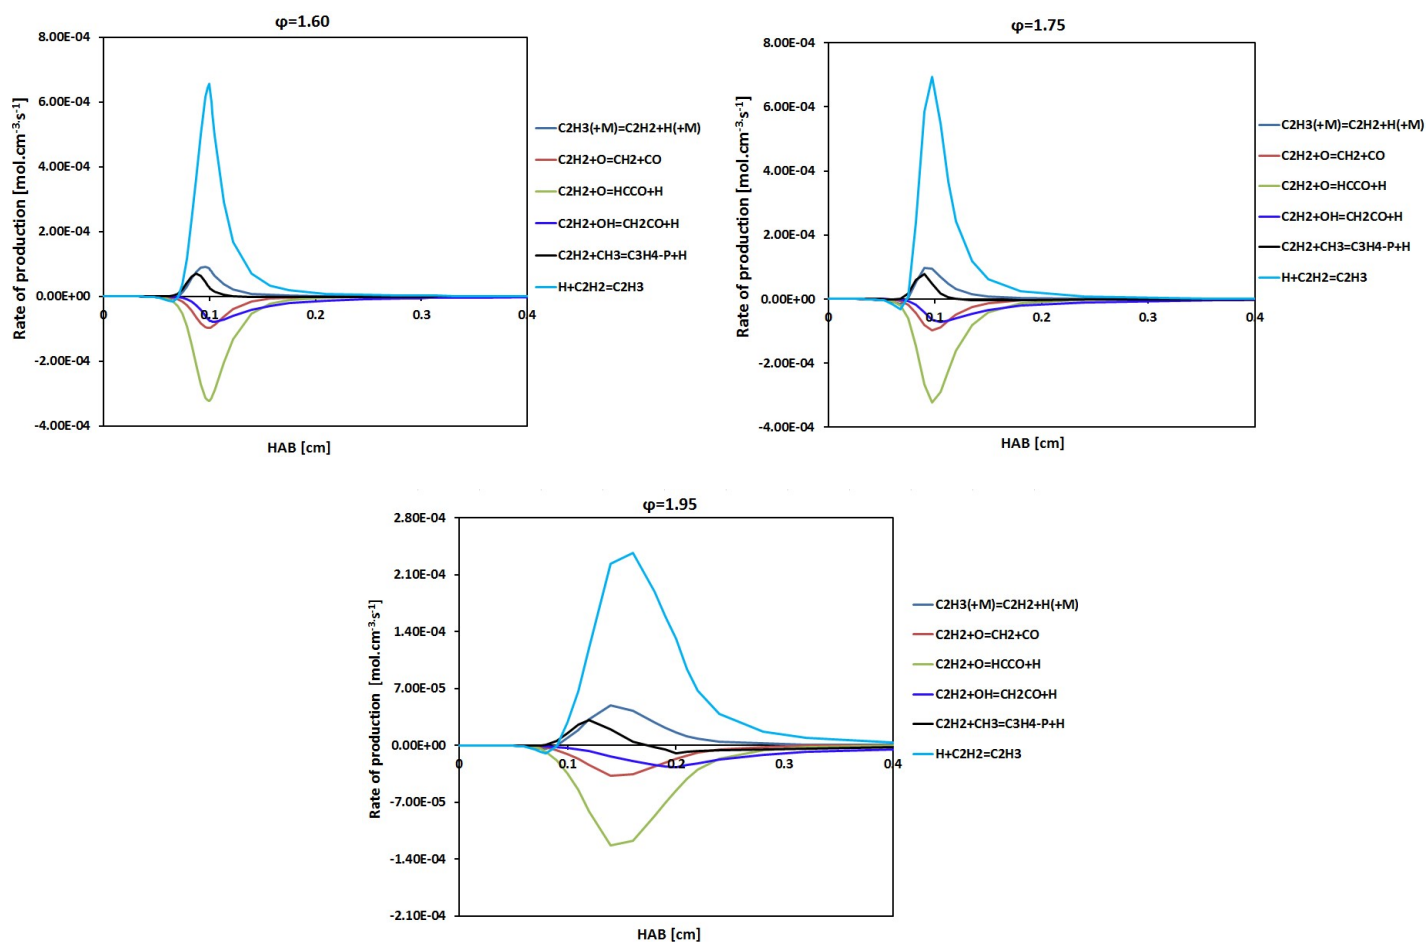 φ=1.60
8.00E-04
6.00E-04
4.00E-04
2.00E-04
0.00E+00
-2.00E-04
-4.00E-04
0
0.1
0.2
0.3
0.4
Rate of production [mol.cm-3.s-1]
HAB [cm]
C2H3(+M)=C2H2+H(+M)
C2H2+O=CH2+CO
C2H2+O=HCCO+H
C2H2+OH=CH2CO+H
C2H2+CH3=C3H4-P+H
H+C2H2=C2H3
φ=1.75
8.00E-04
6.00E-04
4.00E-04
2.00E-04
0.00E+00
-2.00E-04
-4.00E-04
0
0.1
0.2
0.3
0.4
Rate of production [mol.cm-3.s-1]
HAB [cm]
C2H3(+M)=C2H2+H(+M)
C2H2+O=CH2+CO
C2H2+O=HCCO+H
C2H2+OH=CH2CO+H
C2H2+CH3=C3H4-P+H
H+C2H2=C2H3
φ=1.95
2.80E-04
2.10E-04
1.40E-04
7.00E-05
0.00E+00
-7.00E-05
-1.40E-04
-2.10E-04
0
0.1
0.2
0.3
0.4
Rate of production [mol.cm-3.s-1]
HAB [cm]
C2H3(+M)=C2H2+H(+M)
C2H2+O=CH2+CO
C2H2+O=HCCO+H
C2H2+OH=CH2CO+H
C2H2+CH3=C3H4-P+H
H+C2H2=C2H3